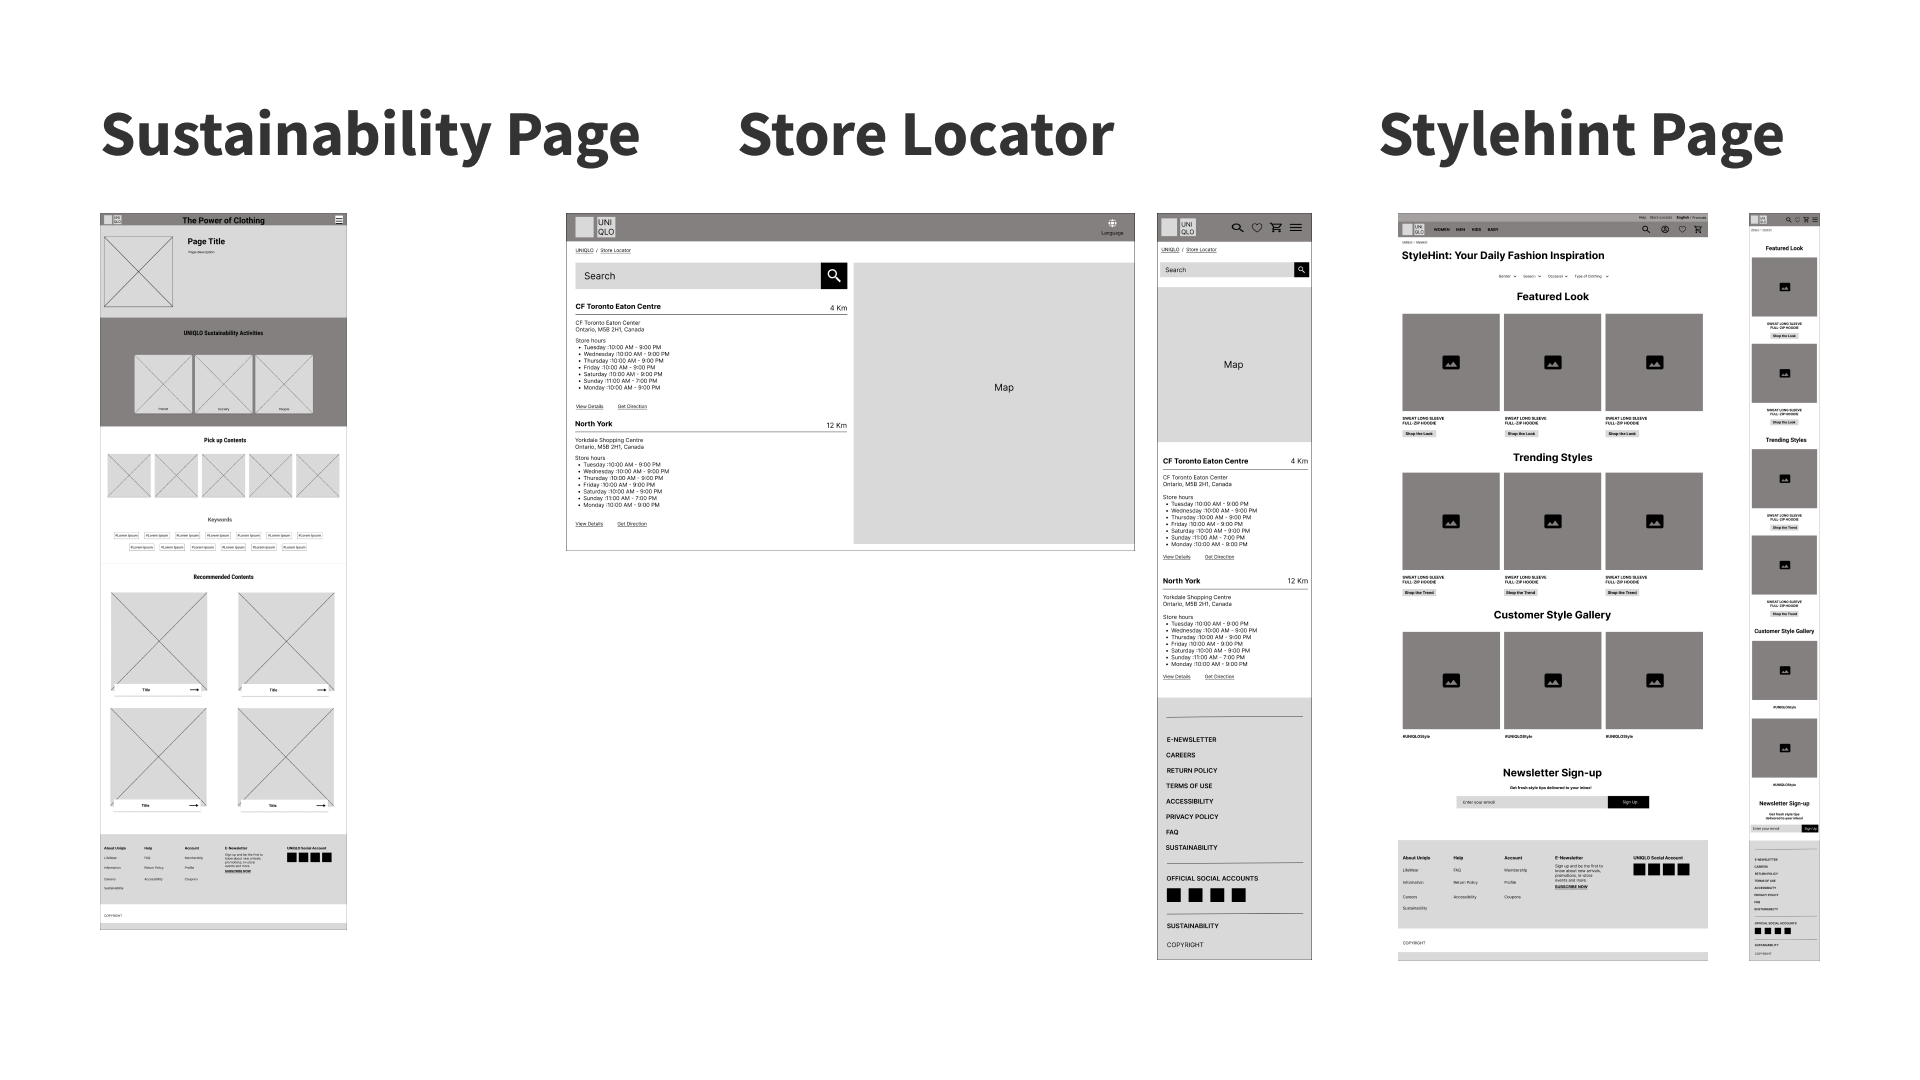 Sustainability Page
Store Locator
Stylehint Page
UNI
QLO
The Power of Clothing
Page Title
Page description
UNIQLO Sustainability Activities
Planet
Society
People
Pick up Contents
Keywords
#Lorem Ipsum #Lorem Ipsum #Lorem Ipsum #Lorem Ipsum #Lorem Ipsum #Lorem Ipsum #Lorem Ipsum
#Lorem Ipsum #Lorem Ipsum #Lorem Ipsum #Lorem Ipsum #Lorem Ipsum #Lorem Ipsum
Recommended Contents
Title
Title
Title
Title
About Uniqlo
LifeWear
Information
Careers
Sustainability
Help
FAQ
Return Policy
Accessibility
Account
Membership
Profile
Coupons
E-Newsletter
Sign up and be the first to
know about new arrivals,
promotions, in-store
events and more.
SUBSCRIBE NOW
UNIQLO Social Account
COPYRIGHT
UNI
QLO
Language
UNIQLO / Store Locator
Search
CF Toronto Eaton Centre 4 Km
CF Toronto Eaton Center
Ontario, M5B 2H1, Canada
Store hours
• Tuesday :10:00 AM - 9:00 PM
• Wednesday :10:00 AM - 9:00 PM
• Thursday :10:00 AM - 9:00 PM
• Friday :10:00 AM - 9:00 PM
• Saturday :10:00 AM - 9:00 PM
• Sunday :11:00 AM - 7:00 PM
• Monday :10:00 AM - 9:00 PM
View Details Get Direction
North York 12 Km
Yorkdale Shopping Centre
Ontario, M5B 2H1, Canada
Store hours
• Tuesday :10:00 AM - 9:00 PM
• Wednesday :10:00 AM - 9:00 PM
• Thursday :10:00 AM - 9:00 PM
• Friday :10:00 AM - 9:00 PM
• Saturday :10:00 AM - 9:00 PM
• Sunday :11:00 AM - 7:00 PM
• Monday :10:00 AM - 9:00 PM
View Details Get Direction
Map
UNI
QLO
UNIQLO / Store Locator
Search
Map
CF Toronto Eaton Centre 4 Km
CF Toronto Eaton Center
Ontario, M5B 2H1, Canada
Store hours
• Tuesday :10:00 AM - 9:00 PM
• Wednesday :10:00 AM - 9:00 PM
• Thursday :10:00 AM - 9:00 PM
• Friday :10:00 AM - 9:00 PM
• Saturday :10:00 AM - 9:00 PM
• Sunday :11:00 AM - 7:00 PM
• Monday :10:00 AM - 9:00 PM
View Details Get Direction
North York 12 Km
Yorkdale Shopping Centre
Ontario, M5B 2H1, Canada
Store hours
• Tuesday :10:00 AM - 9:00 PM
• Wednesday :10:00 AM - 9:00 PM
• Thursday :10:00 AM - 9:00 PM
• Friday :10:00 AM - 9:00 PM
• Saturday :10:00 AM - 9:00 PM
• Sunday :11:00 AM - 7:00 PM
• Monday :10:00 AM - 9:00 PM
View Details Get Direction
E-NEWSLETTER
CAREERS
RETURN POLICY
TERMS OF USE
ACCESSIBILITY
PRIVACY POLICY
FAQ
SUSTAINABILITY
OFFICIAL SOCIAL ACCOUNTS
SUSTAINABILITY
COPYRIGHT
Help Store Locator English / Francais
UNI
QLO
WOMEN MEN KIDS BABY
StyleHint: Your Daily Fashion Inspiration
Gender Season Occasion Type of Clothing
Featured Look
SWEAT LONG SLEEVE
FULL-ZIP HOODIE
Shop the Look
SWEAT LONG SLEEVE
FULL-ZIP HOODIE
Shop the Look
SWEAT LONG SLEEVE
FULL-ZIP HOODIE
Shop the Look
Trending Styles
SWEAT LONG SLEEVE
FULL-ZIP HOODIE
Shop the Trend
SWEAT LONG SLEEVE
FULL-ZIP HOODIE
Shop the Trend
SWEAT LONG SLEEVE
FULL-ZIP HOODIE
Shop the Trend
Customer Style Gallery
#UNIQLOStyle
#UNIQLOStyle
#UNIQLOStyle
Newsletter Sign-up
Get fresh style tips delivered to your inbox!
Enter your email
Sign Up
About Uniqlo
LifeWear
Information
Careers
Sustainability
Help
FAQ
Return Policy
Accessibility
Account
Membership
Profile
Coupons
E-Newsletter
Sign up and be the first to
know about new arrivals,
promotions, in-store
events and more.
SUBSCRIBE NOW
UNIQLO Social Account
COPYRIGHT
UNI
QLO
Featured Look
SWEAT LONG SLEEVE
FULL-ZIP HOODIE
Shop the Look
SWEAT LONG SLEEVE
FULL-ZIP HOODIE
Shop the Look
Trending Styles
SWEAT LONG SLEEVE
FULL-ZIP HOODIE
Shop the Trend
SWEAT LONG SLEEVE
FULL-ZIP HOODIE
Shop the Trend
Customer Style Gallery
#UNIQLOStyle
#UNIQLOStyle
Newsletter Sign-up
Get fresh style tips
delivered to your inbox!
Enter your email
Sign Up
E-NEWSLETTER
CAREERS
RETURN POLICY
TERMS OF USE
ACCESSIBILITY
PRIVACY POLICY
FAQ
SUSTAINABILITY
OFFICIAL SOCIAL ACCOUNTS
SUSTAINABILITY
COPYRIGHT